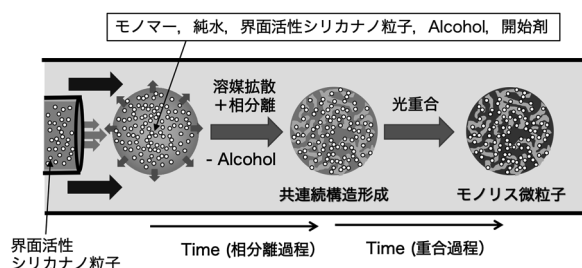 モノマー，純水，界面活性シリカナノ粒子，Alcohol，開始剤
溶媒拡散
＋相分離
- Alcohol
光重合
共連続構造形成
モノリス微粒子
界面活性
シリカナノ粒子
Time (相分離過程)
Time (重合過程)